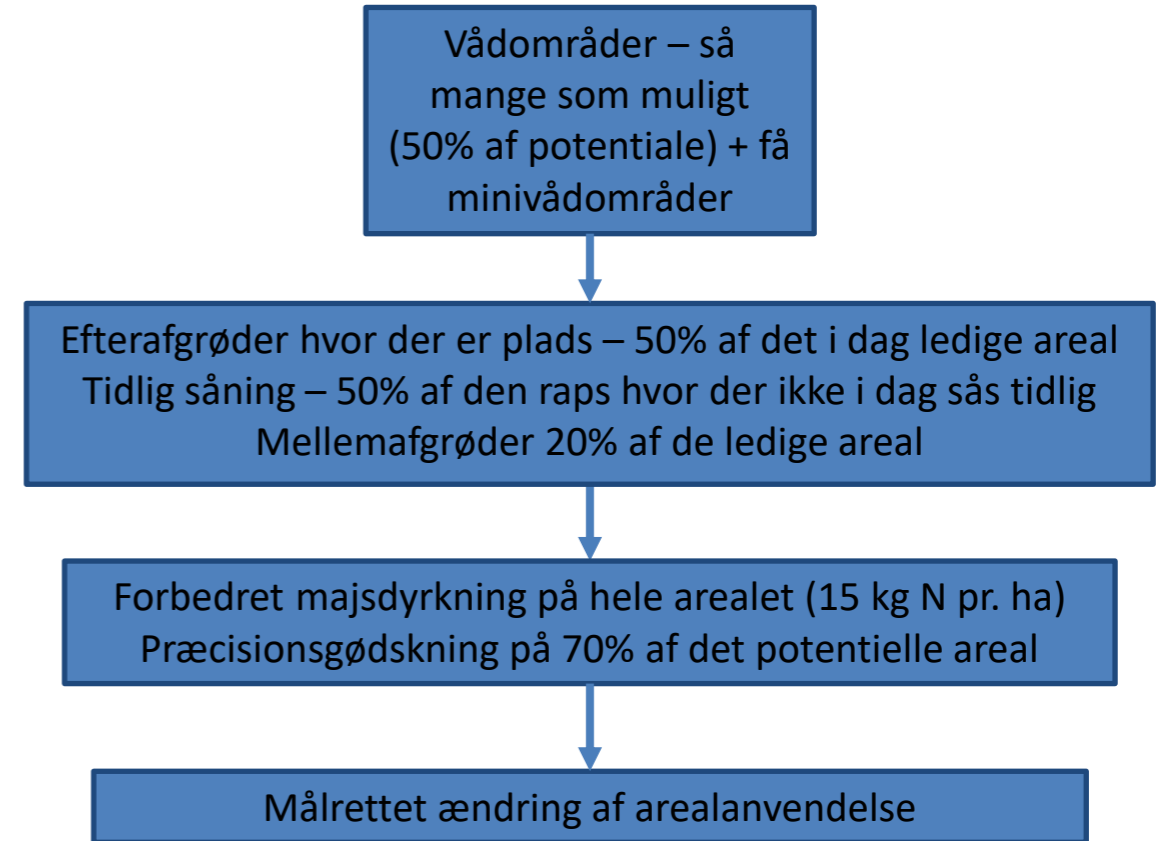 Vådområder – så
mange som muligt
(50% af potentiale) + få
minivådområder
Efterafgrøder hvor der er plads – 50% af det i dag ledige areal
Tidlig såning – 50% af den raps hvor der ikke i dag sås tidlig
Mellemafgrøder 20% af de ledige areal
Forbedret majsdyrkning på hele arealet (15 kg N pr. ha)
Præcisionsgødskning på 70% af det potentielle areal
Målrettet ændring af arealanvendelse